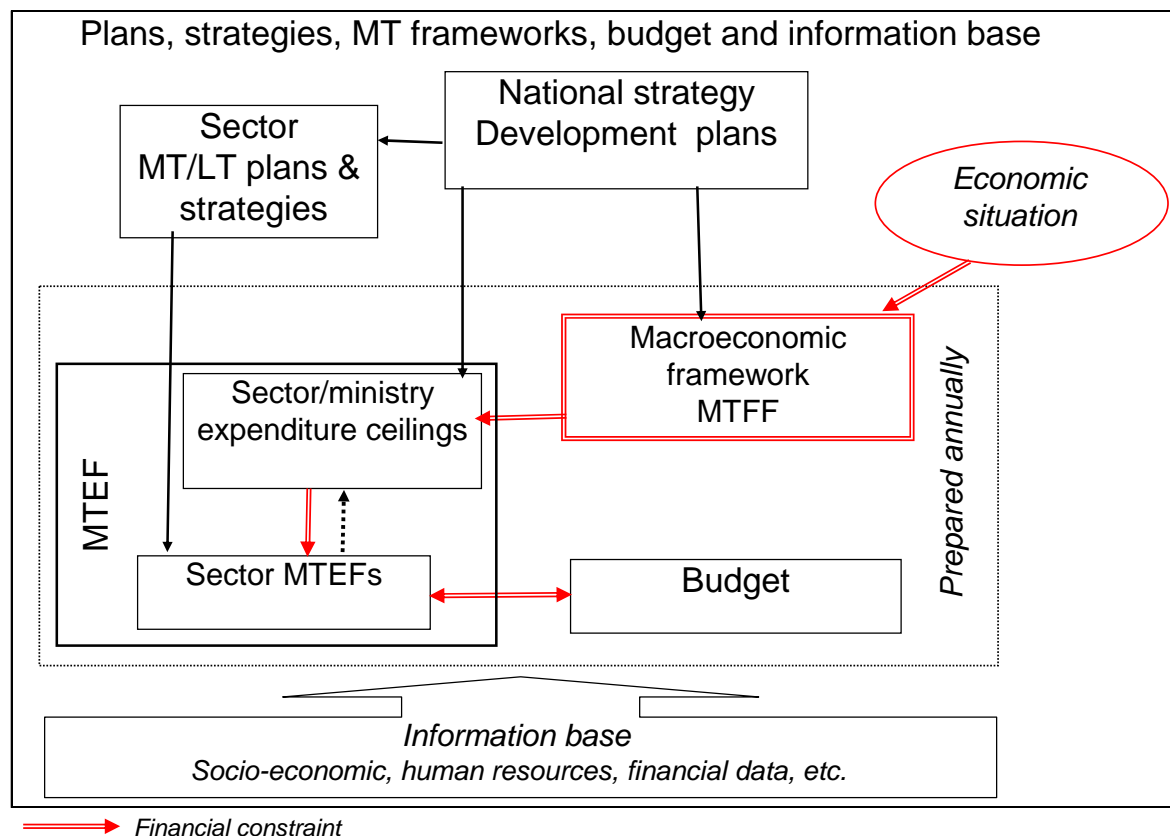 Plans, strategies, MT frameworks, budget and information base
National strategy
Development plans
Sector
MT/LT plans &
strategies
Economic
situation
Macroeconomic
framework
MTFF
Prepared annually
Sector/ministry
expenditure ceilings
MTEF
Sector MTEFs
Budget
Information base
Socio-economic, human resources, financial data, etc.
Financial constraint